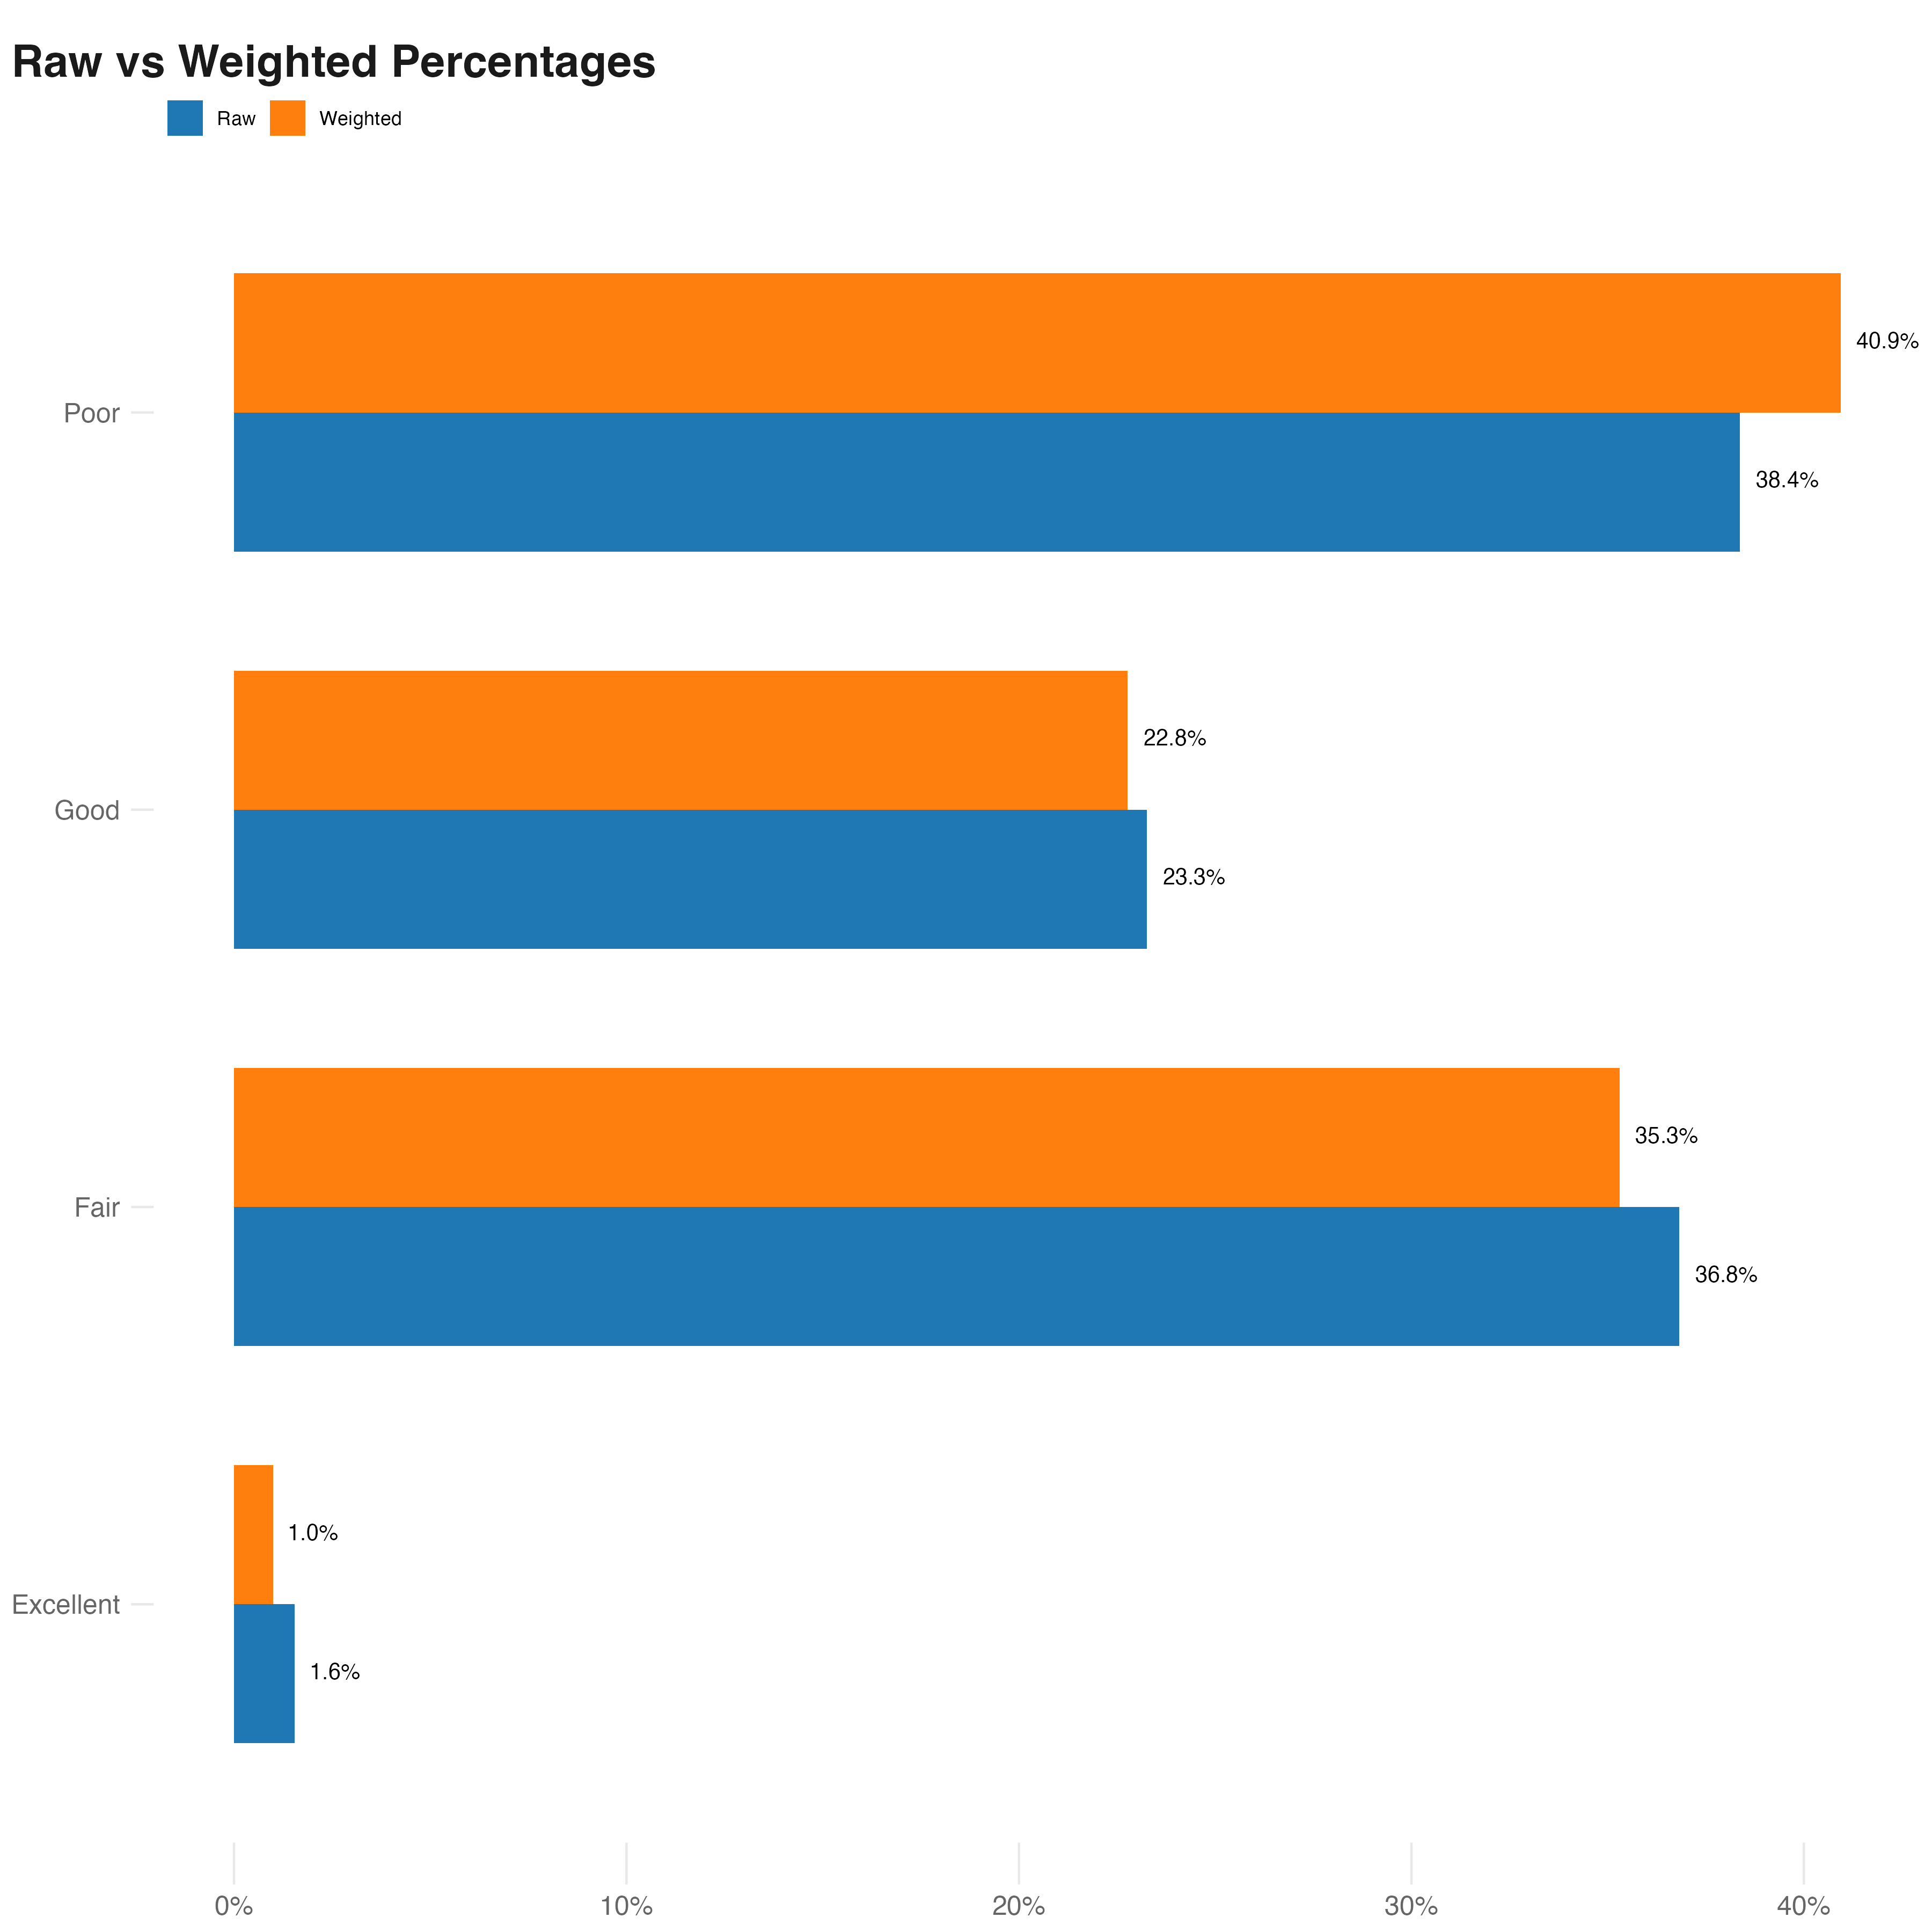 Raw vs Weighted Percentages
Raw Weighted
40.9%
Poor
38.4%
22.8%
Good
23.3%
35.3%
Fair
36.8%
1.0%
Excellent
1.6%
0% 10% 20% 30% 40%